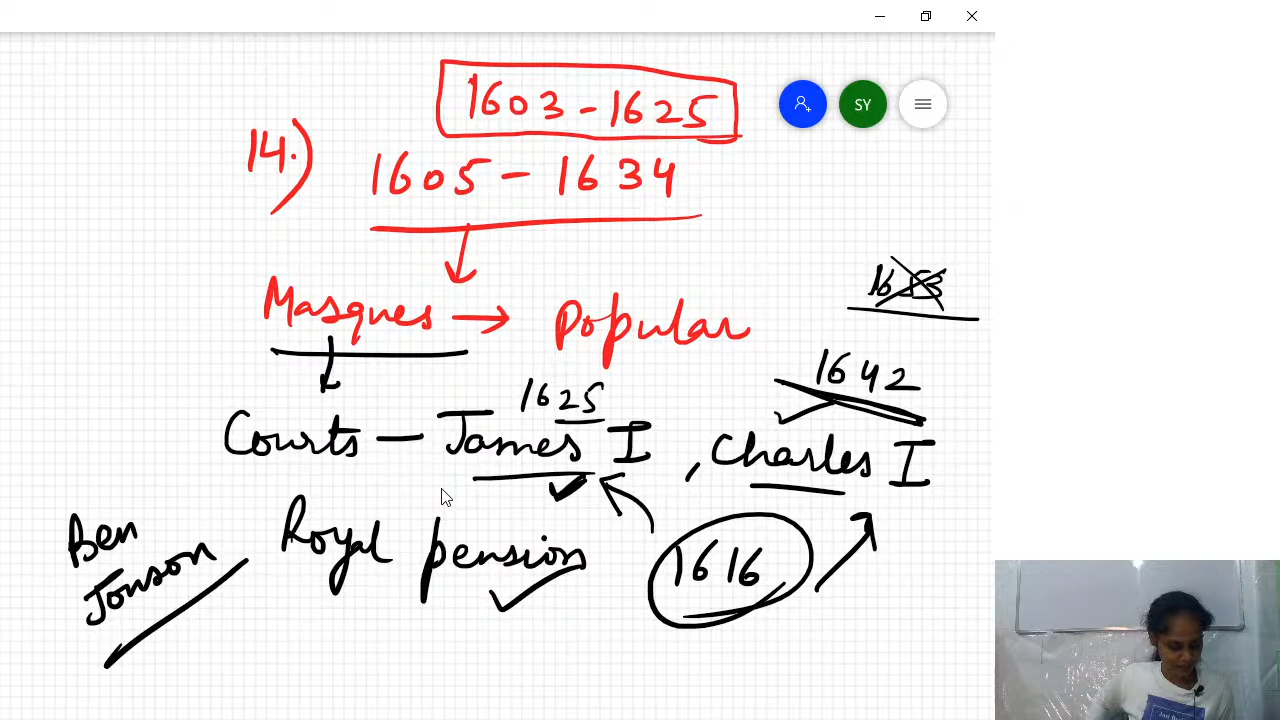 1603 - 1625
SY
14.) 1605 - 1634
Masques → Popular
1642
1625
Courts - James I, Charles I
Ben Jonson
Royal pension
1616